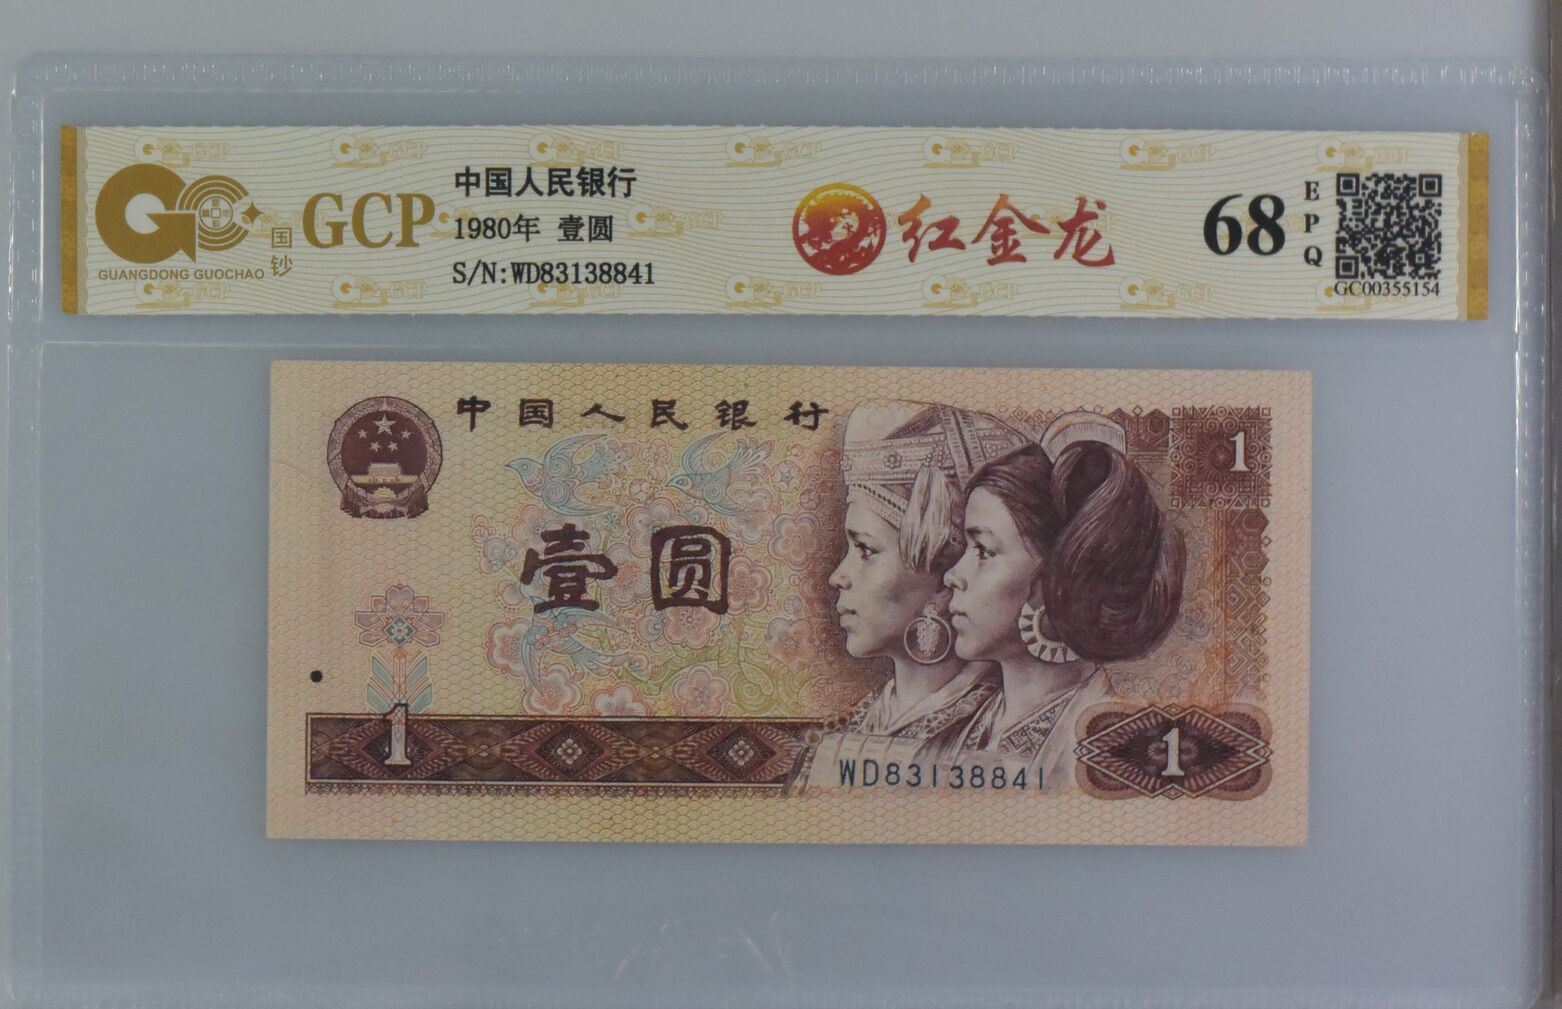 GCP
国钞
GUANGDONG GUOCHAO
中国人民银行
1980年 壹圆
S/N:WD83138841
红金龙
68
EPQ
GC00355154
中国人民银行
1
壹圆
1
WD83138841
1